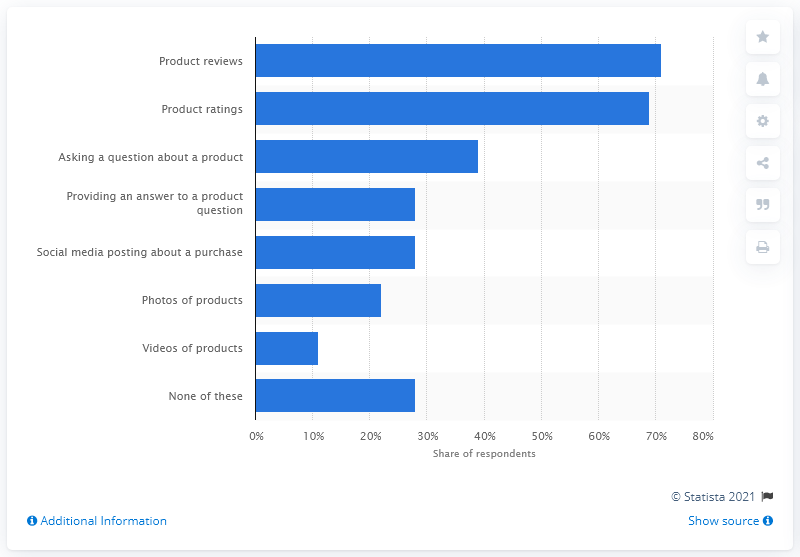 Product reviews
Product ratings
Asking a question about a product
Providing an answer to a product
question
Social media posting about a purchase
Photos of products
Videos of products
None of these
0% 10% 20% 30% 40% 50% 60% 70% 80%
Share of respondents
© Statista 2021
Additional Information
Show source